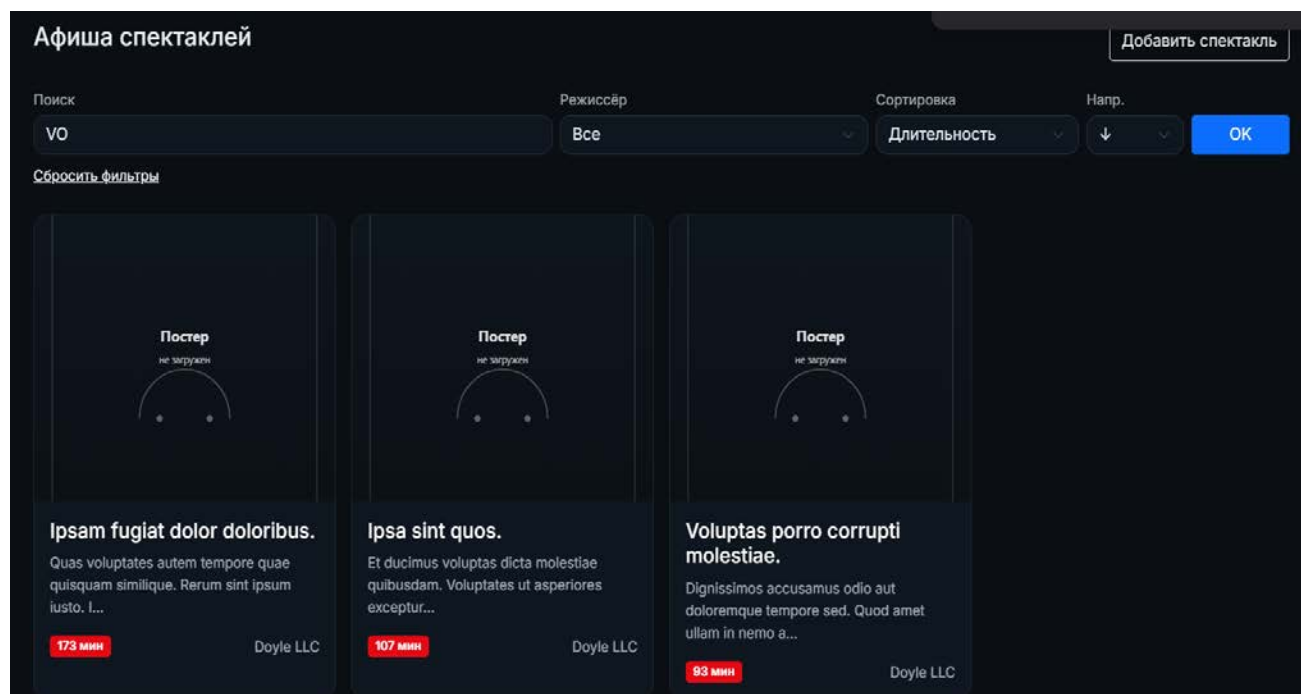 Афиша спектаклей
Добавить спектакль
Поиск
Режиссёр
Сортировка
Напр.
VO
Все
Длительность
↓
OK
Сбросить фильтры
Постер
не загружен
Постер
не загружен
Постер
не загружен
Ipsam fugiat dolor doloribus.
Quas voluptates autem tempore quae
quisquam similique. Rerum sint ipsum
iusto. I...
173 мин
Doyle LLC
Ipsa sint quos.
Et ducimus voluptas dicta molestiae
quibusdam. Voluptates ut asperiores
exceptur...
107 мин
Doyle LLC
Voluptas porro corrupti
molestiae.
Dignissimos accusamus odio aut
doloremque tempore sed. Quod amet
ullam in nemo a...
93 мин
Doyle LLC